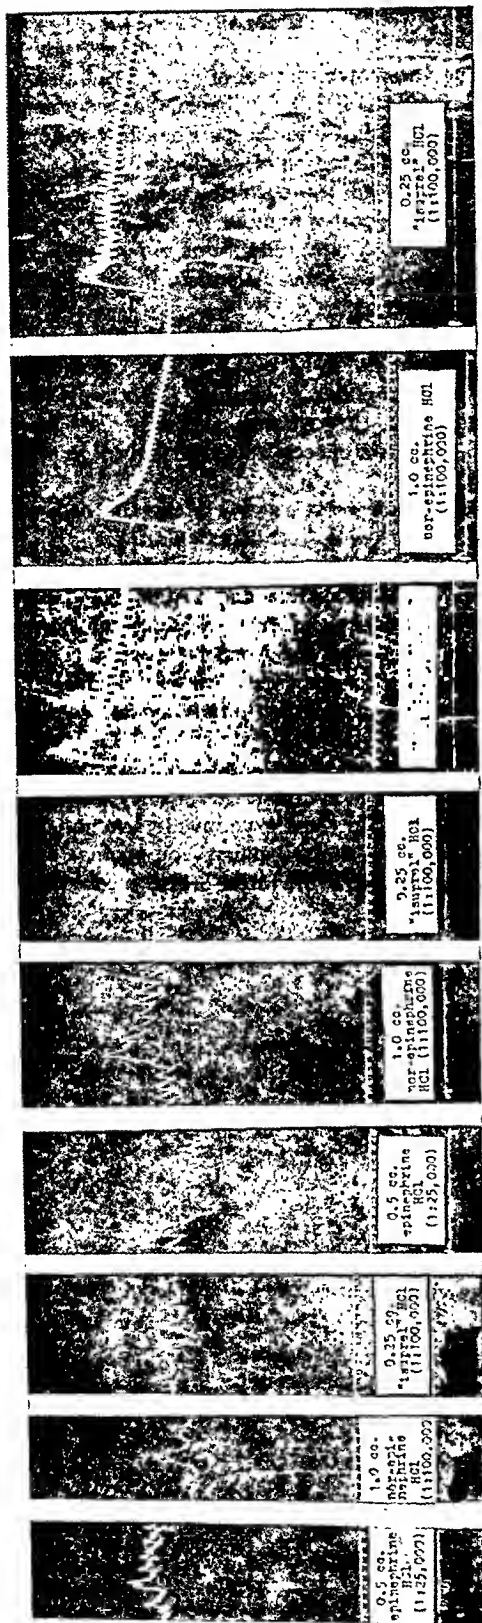 0.5 cc.
epinephrine
HCl
(1:25,000)
1.0 cc.
nor-epi-
nephrine
HCl
(1:100,000
0.25 cc.
"isuprel" HCl
(1:100,000)
0.5 cc.
epinephrine
HCl
(1:25,000)
1.0 cc.
nor-epinephrine
HCl (1:100,000)
0.25 cc.
"isuprel" HCl
(1:100,000)
1.0 cc.
nor-epinephrine HCl
(1:100,000)
0.25 cc.
"isuprel" HCl
(1:100,000)